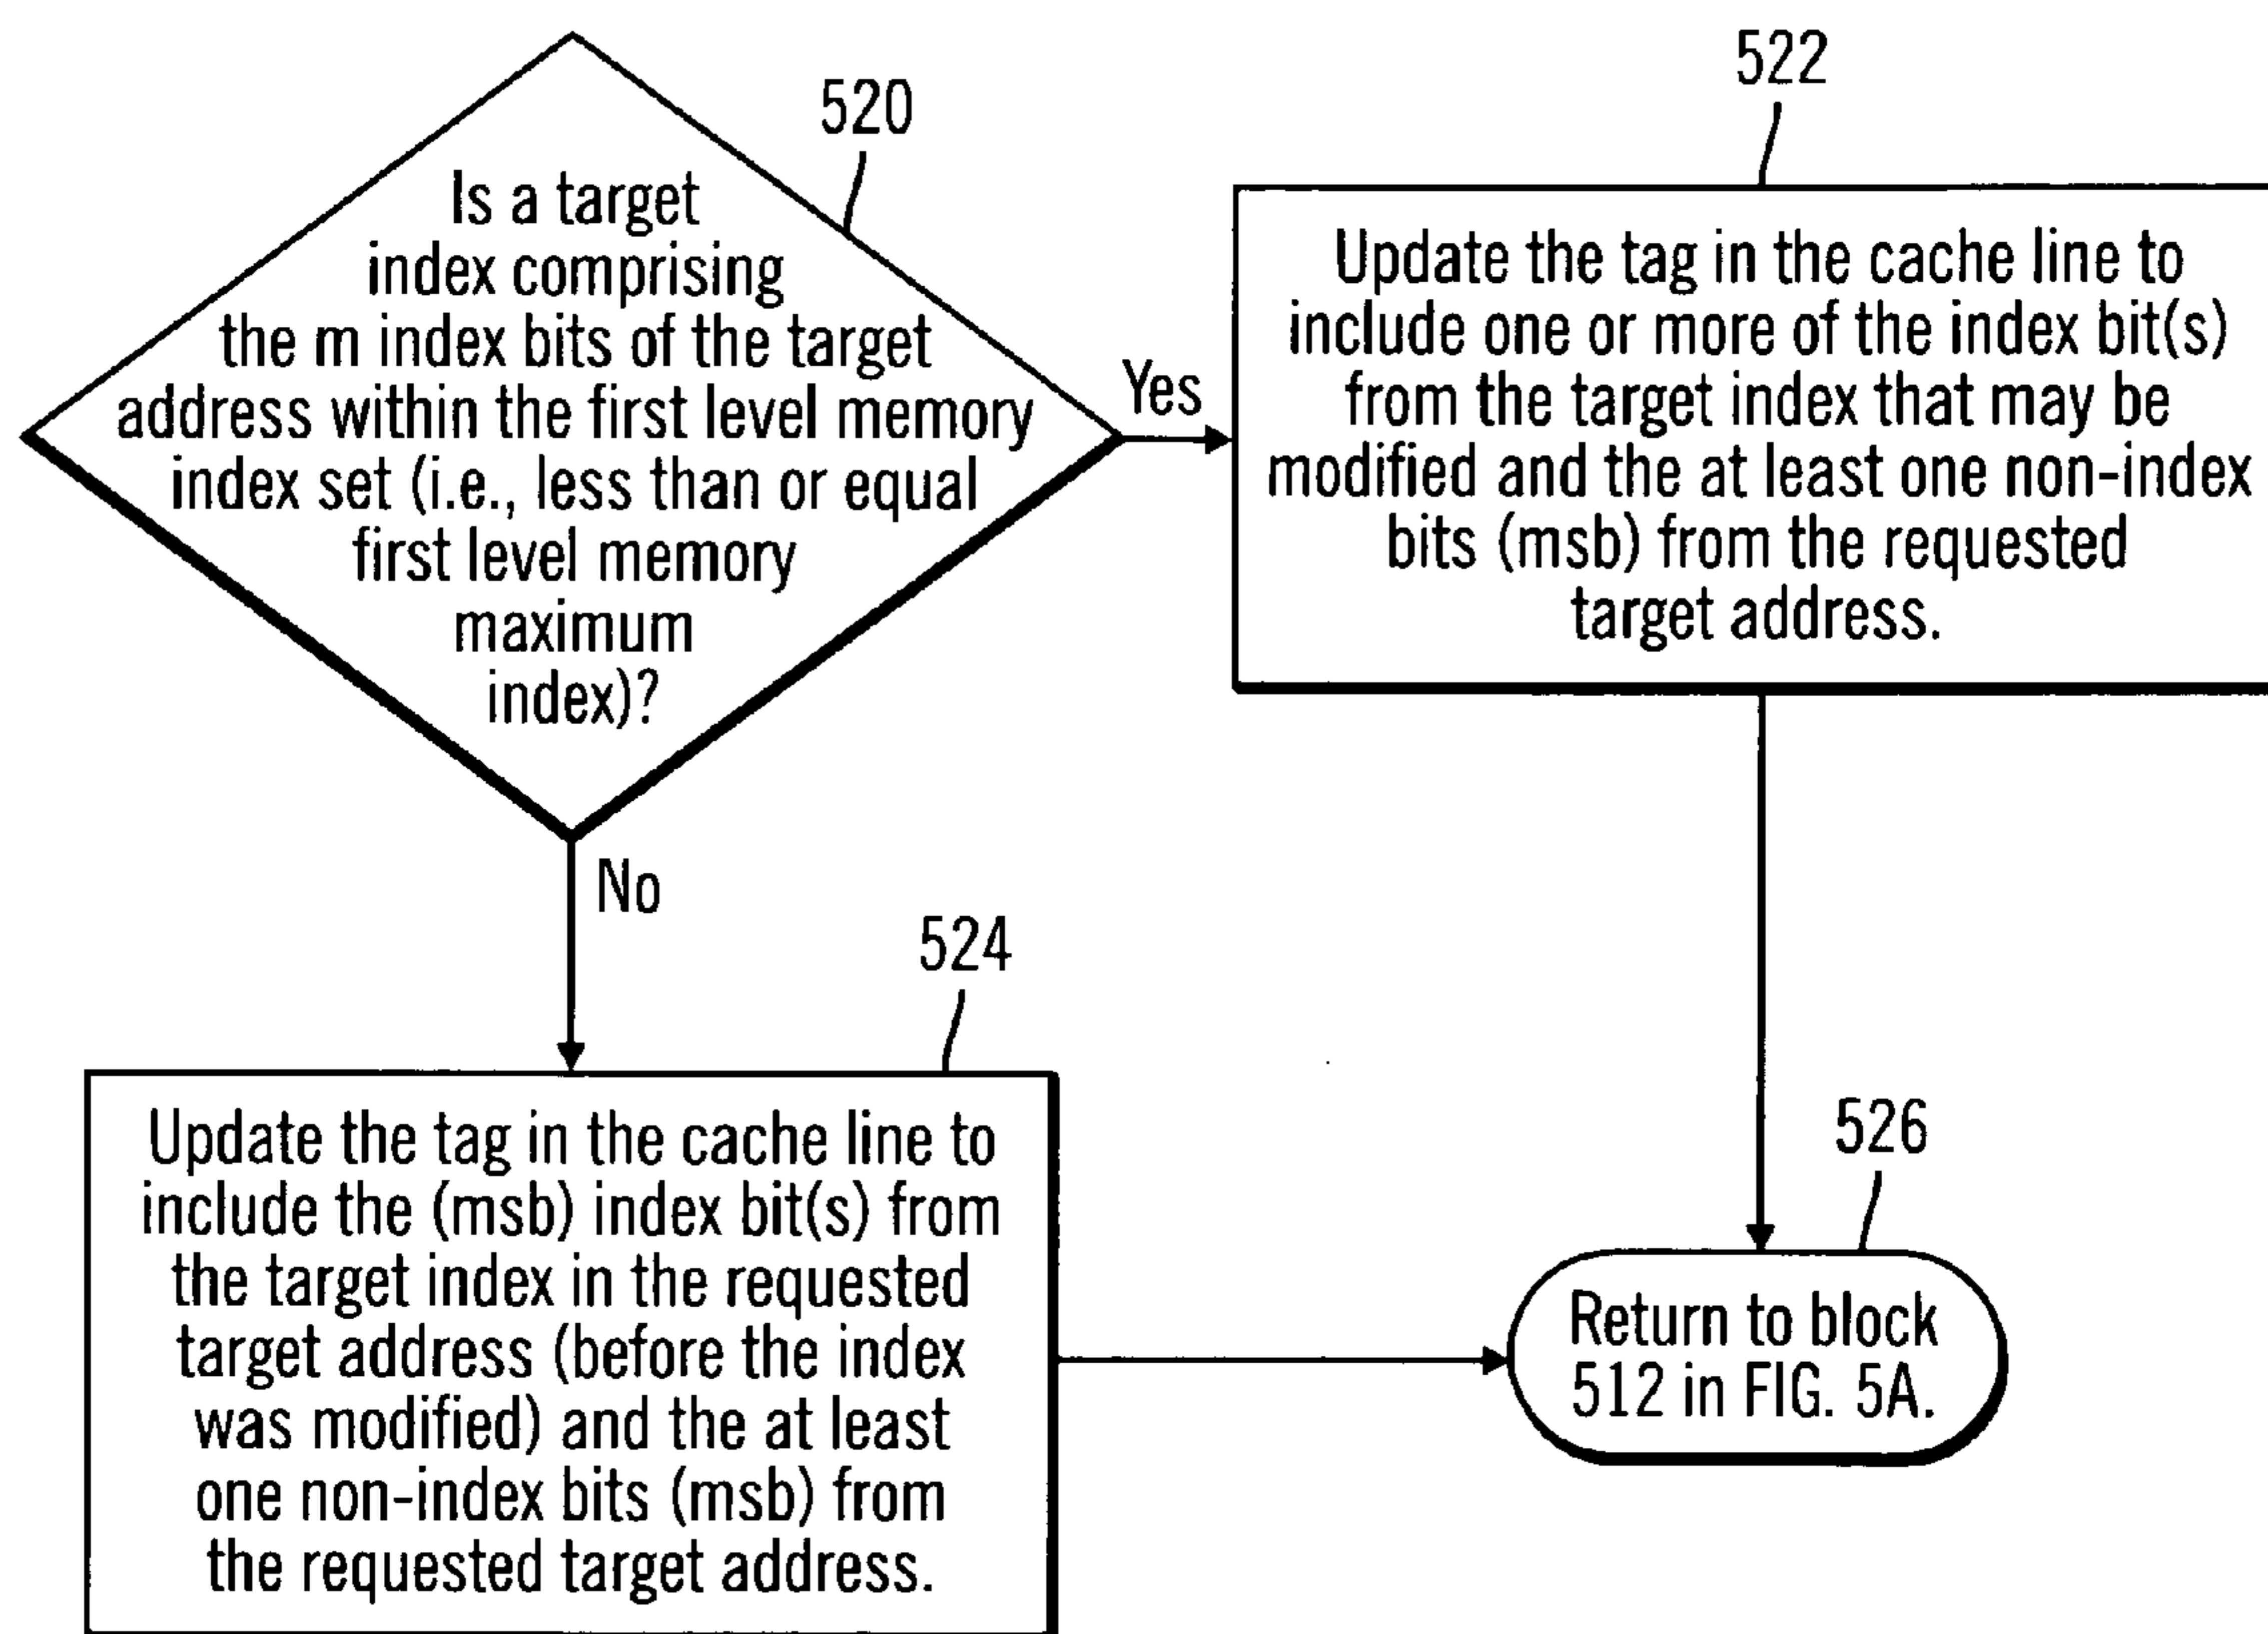 520
Is a target
index comprising
the m index bits of the target
address within the first level memory
index set (i.e., less than or equal
first level memory
maximum
index)?
Yes
522
Update the tag in the cache line to
include one or more of the index bit(s)
from the target index that may be
modified and the at least one non-index
bits (msb) from the requested
target address.
No
524
Update the tag in the cache line to
include the (msb) index bit(s) from
the target index in the requested
target address (before the index
was modified) and the at least
one non-index bits (msb) from
the requested target address.
526
Return to block
512 in FIG. 5A.